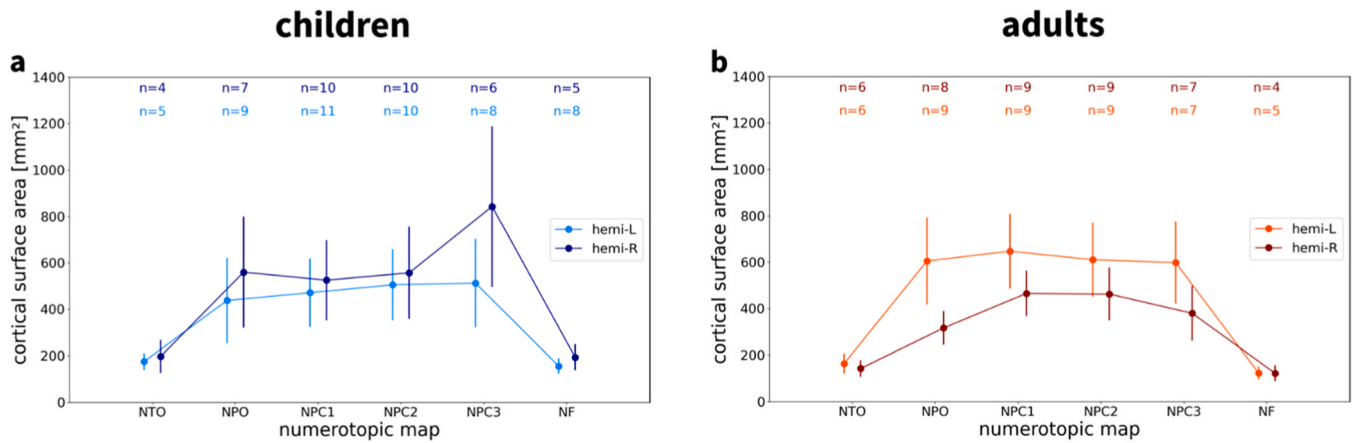 children
adults
a
b
1400
1200
1000
800
600
400
200
0
cortical surface area [mm²]
n=4 n=7 n=10 n=10 n=6 n=5
n=5 n=9 n=11 n=10 n=8 n=8
hemi-L
hemi-R
NTO NPO NPC1 NPC2 NPC3 NF
numerotopic map
1400
1200
1000
800
600
400
200
0
cortical surface area [mm²]
n=6 n=8 n=9 n=9 n=7 n=4
n=6 n=9 n=9 n=9 n=7 n=5
hemi-L
hemi-R
NTO NPO NPC1 NPC2 NPC3 NF
numerotopic map